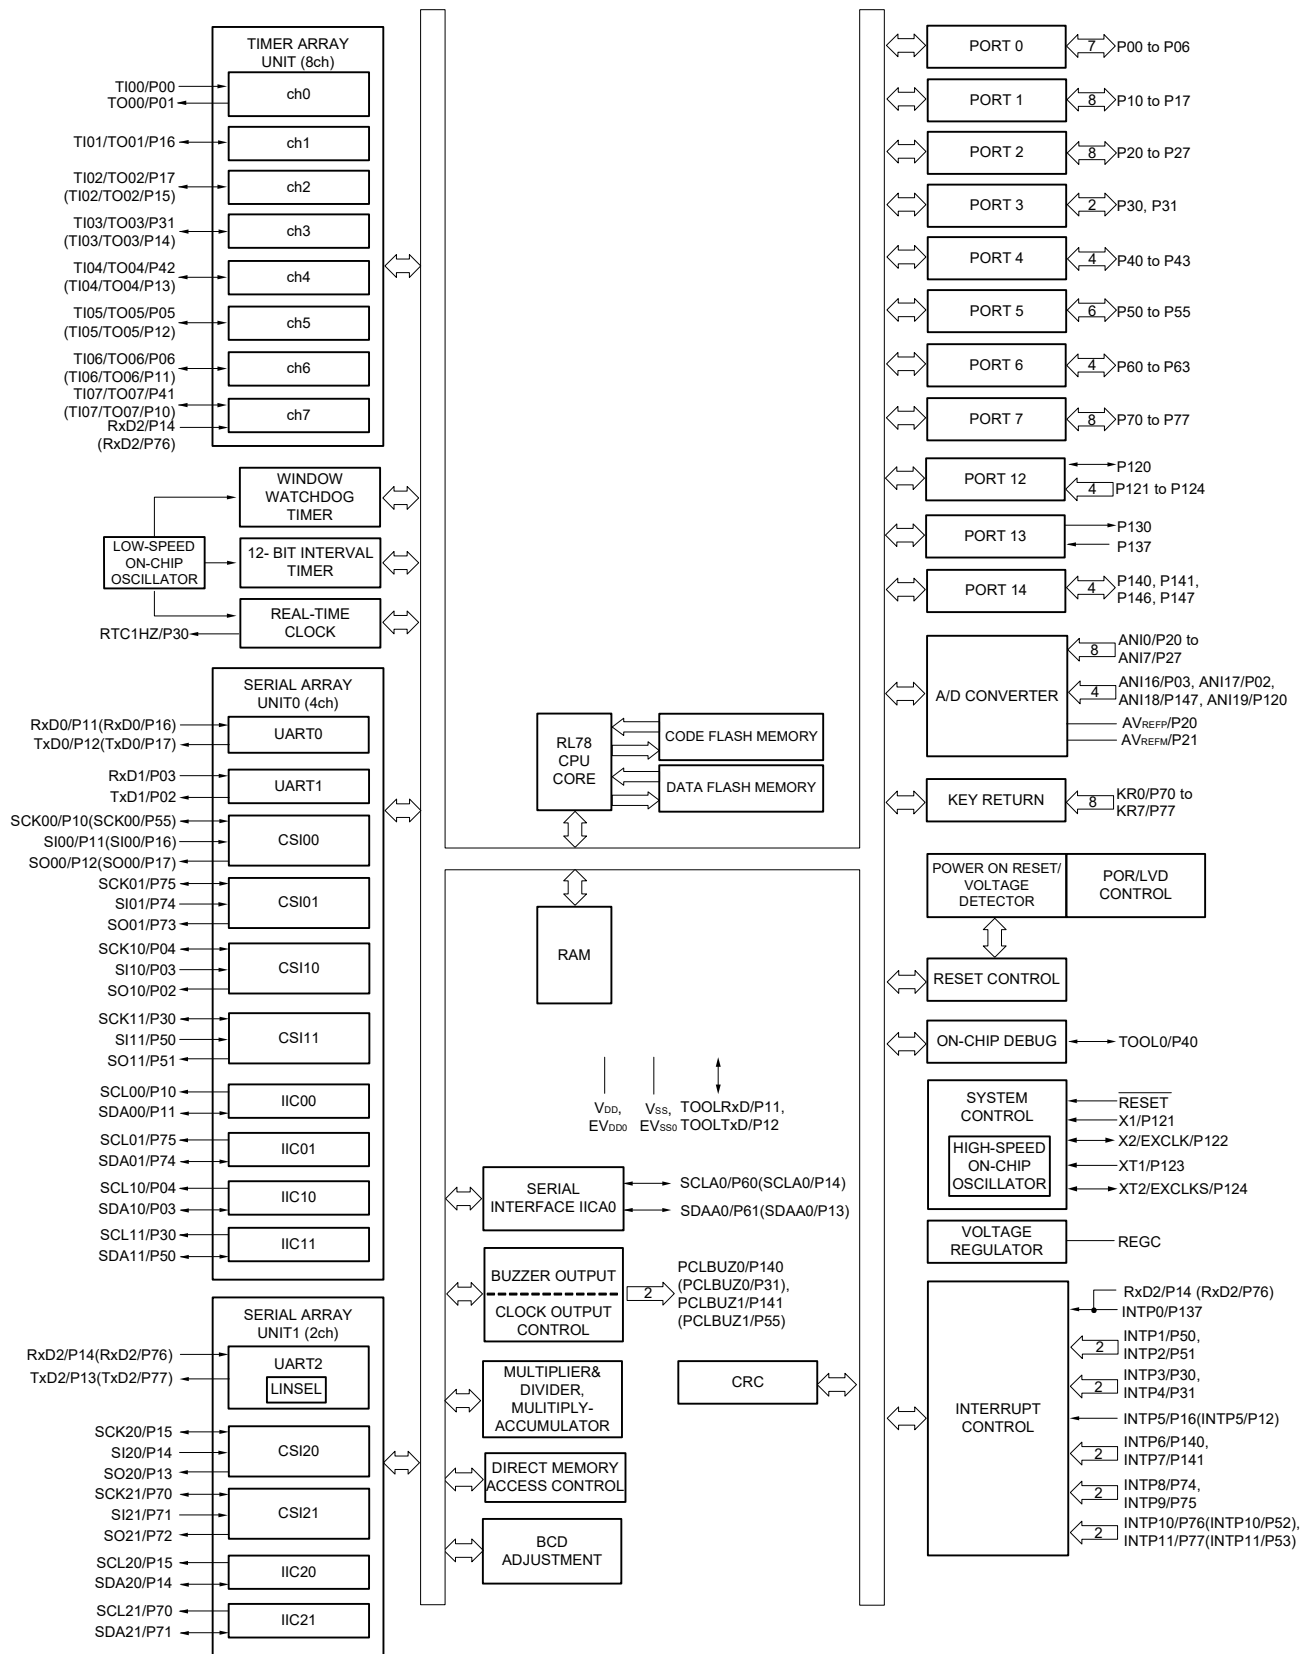 TIMER ARRAY
UNIT (8ch)
TI00/P00
TO00/P01
ch0
TI01/TO01/P16
ch1
TI02/TO02/P17
(TI02/TO02/P15)
ch2
TI03/TO03/P31
(TI03/TO03/P14)
ch3
TI04/TO04/P42
(TI04/TO04/P13)
ch4
TI05/TO05/P05
(TI05/TO05/P12)
ch5
TI06/TO06/P06
(TI06/TO06/P11)
ch6
TI07/TO07/P41
(TI07/TO07/P10)
RxD2/P14
(RxD2/P76)
ch7
WINDOW
WATCHDOG
TIMER
LOW-SPEED
ON-CHIP
OSCILLATOR
12- BIT INTERVAL
TIMER
REAL-TIME
CLOCK
RTC1HZ/P30
SERIAL ARRAY
UNIT0 (4ch)
RxD0/P11(RxD0/P16)
TxD0/P12(TxD0/P17)
UART0
RxD1/P03
TxD1/P02
UART1
SCK00/P10(SCK00/P55)
SI00/P11(SI00/P16)
SO00/P12(SO00/P17)
CSI00
SCK01/P75
SI01/P74
SO01/P73
CSI01
SCK10/P04
SI10/P03
SO10/P02
CSI10
SCK11/P30
SI11/P50
SO11/P51
CSI11
SCL00/P10
SDA00/P11
IIC00
SCL01/P75
SDA01/P74
IIC01
SCL10/P04
SDA10/P03
IIC10
SCL11/P30
SDA11/P50
IIC11
SERIAL ARRAY
UNIT1 (2ch)
RxD2/P14(RxD2/P76)
TxD2/P13(TxD2/P77)
UART2
LINSEL
SCK20/P15
SI20/P14
SO20/P13
CSI20
SCK21/P70
SI21/P71
SO21/P72
CSI21
SCL20/P15
SDA20/P14
IIC20
SCL21/P70
SDA21/P71
IIC21
RL78
CPU
CORE
CODE FLASH MEMORY
DATA FLASH MEMORY
RAM
VDD,
EVDD0
VSS,
EVSS0
TOOLRxD/P11,
TOOLTxD/P12
SERIAL
INTERFACE IICA0
SCLA0/P60(SCLA0/P14)
SDAA0/P61(SDAA0/P13)
BUZZER OUTPUT
CLOCK OUTPUT
CONTROL
2
PCLBUZ0/P140
(PCLBUZ0/P31),
PCLBUZ1/P141
(PCLBUZ1/P55)
MULTIPLIER&
DIVIDER,
MULITIPLY-
ACCUMULATOR
CRC
DIRECT MEMORY
ACCESS CONTROL
BCD
ADJUSTMENT
PORT 0
7
P00 to P06
PORT 1
8
P10 to P17
PORT 2
8
P20 to P27
PORT 3
2
P30, P31
PORT 4
4
P40 to P43
PORT 5
6
P50 to P55
PORT 6
4
P60 to P63
PORT 7
8
P70 to P77
PORT 12
P120
4
P121 to P124
PORT 13
P130
P137
PORT 14
4
P140, P141,
P146, P147
A/D CONVERTER
8
ANI0/P20 to
ANI7/P27
4
ANI16/P03, ANI17/P02,
ANI18/P147, ANI19/P120
AVREFP/P20
AVREFM/P21
KEY RETURN
8
KR0/P70 to
KR7/P77
POWER ON RESET/
VOLTAGE
DETECTOR
POR/LVD
CONTROL
RESET CONTROL
ON-CHIP DEBUG
TOOL0/P40
SYSTEM
CONTROL
HIGH-SPEED
ON-CHIP
OSCILLATOR
RESET
X1/P121
X2/EXCLK/P122
XT1/P123
XT2/EXCLKS/P124
VOLTAGE
REGULATOR
REGC
INTERRUPT
CONTROL
RxD2/P14 (RxD2/P76)
INTP0/P137
2
INTP1/P50,
INTP2/P51
2
INTP3/P30,
INTP4/P31
INTP5/P16(INTP5/P12)
2
INTP6/P140,
INTP7/P141
2
INTP8/P74,
INTP9/P75
2
INTP10/P76(INTP10/P52),
INTP11/P77(INTP11/P53)